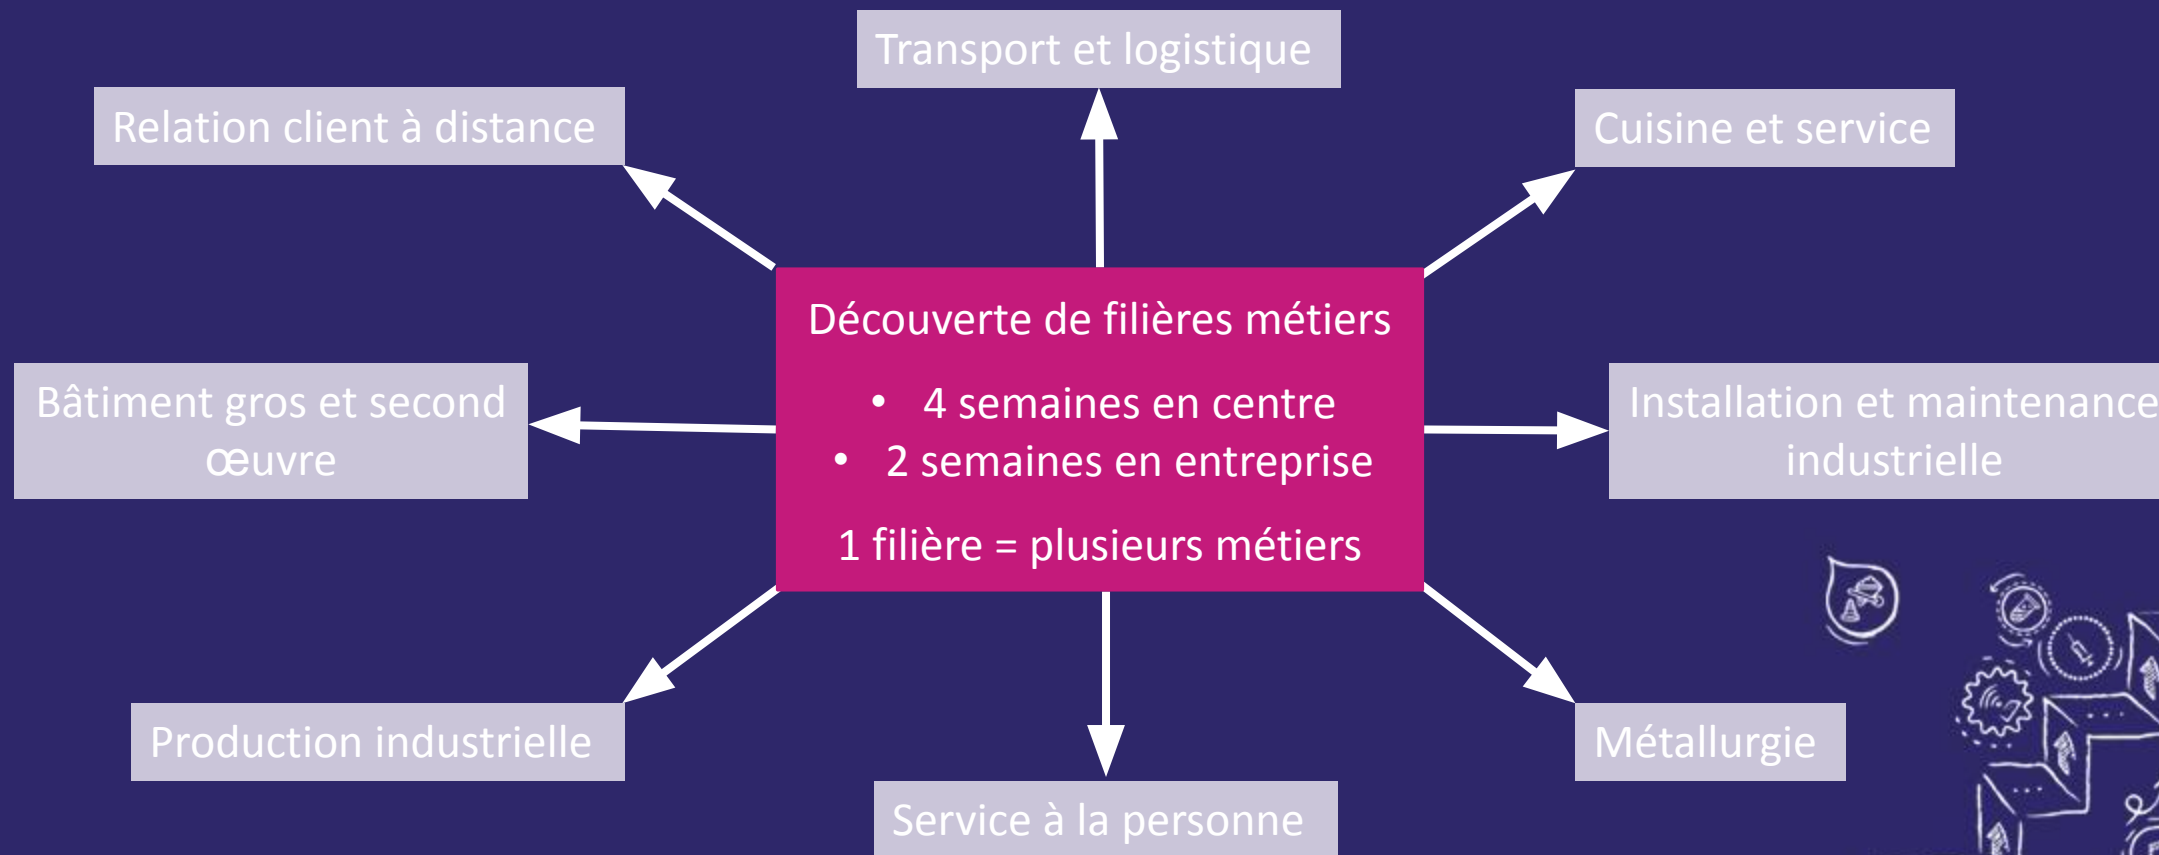 Transport et logistique
Relation client à distance
Cuisine et service
Découverte de filières métiers
• 4 semaines en centre
• 2 semaines en entreprise
1 filière = plusieurs métiers
Bâtiment gros et second
œuvre
Installation et maintenance
industrielle
Production industrielle
Métallurgie
Service à la personne